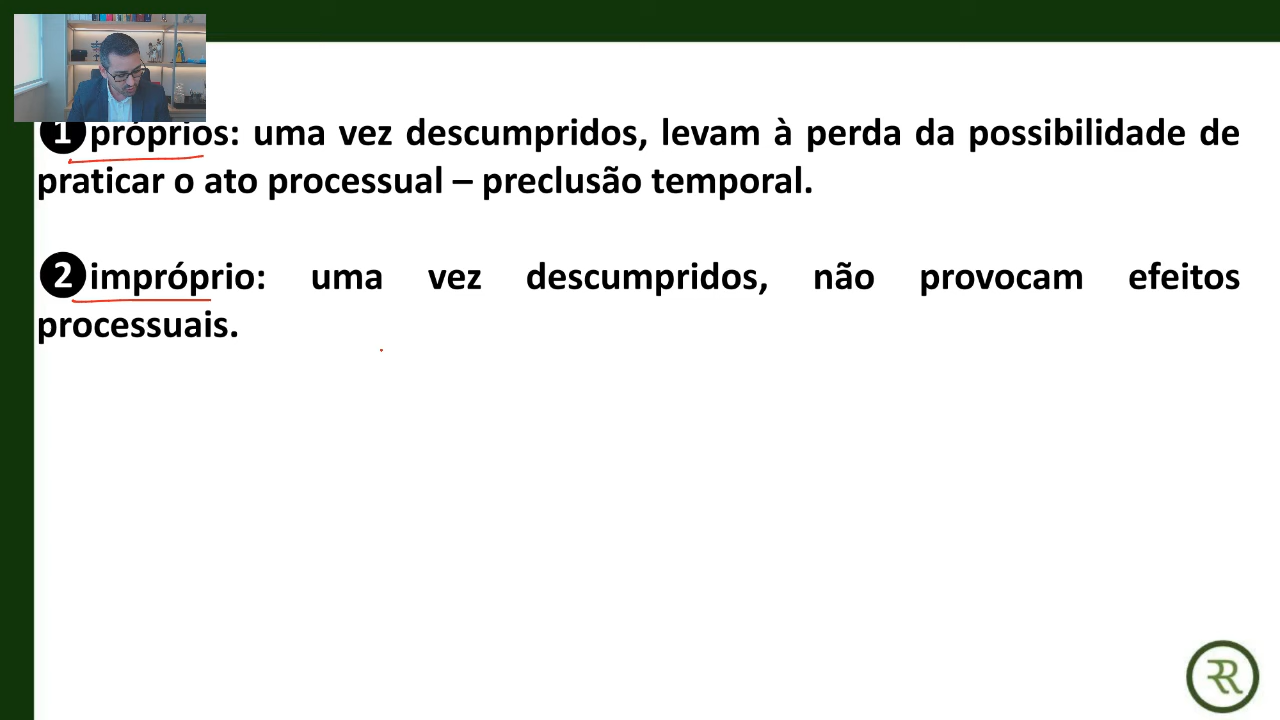 ❶próprios: uma vez descumpridos, levam à perda da possibilidade de
praticar o ato processual – preclusão temporal.
❷impróprio: uma vez descumpridos, não provocam efeitos
processuais.